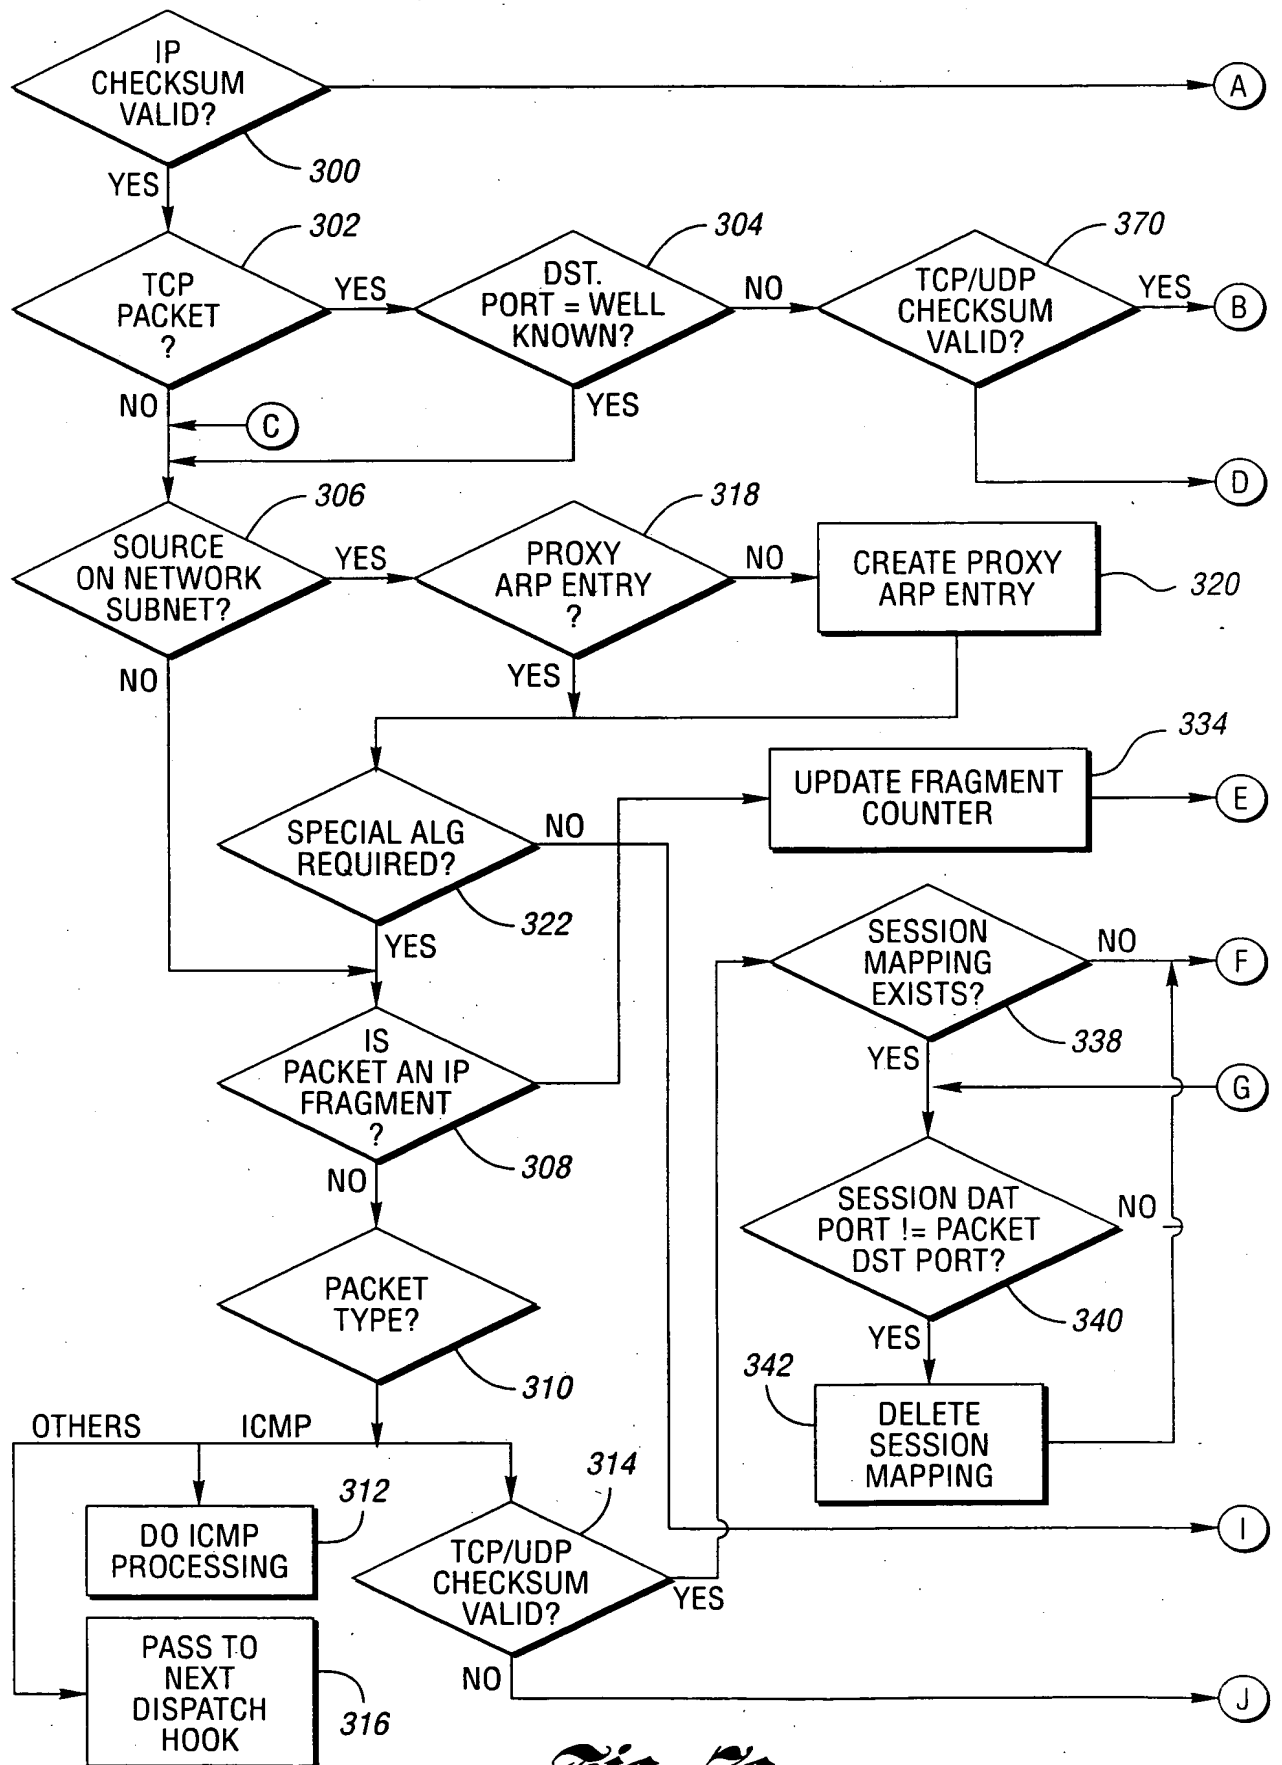 IP
CHECKSUM
VALID?
A
300
YES
302
304
370
TCP
PACKET
?
YES
DST.
PORT = WELL
KNOWN?
NO
TCP/UDP
CHECKSUM
VALID?
YES
B
NO
C
YES
D
306
318
SOURCE
ON NETWORK
SUBNET?
YES
PROXY
ARP ENTRY
?
NO
CREATE PROXY
ARP ENTRY
320
NO
YES
334
UPDATE FRAGMENT
COUNTER
E
SPECIAL ALG
REQUIRED?
NO
322
YES
SESSION
MAPPING
EXISTS?
NO
F
338
YES
G
IS
PACKET AN IP
FRAGMENT
?
308
NO
SESSION DAT
PORT != PACKET
DST PORT?
NO
340
YES
PACKET
TYPE?
310
342
DELETE
SESSION
MAPPING
OTHERS
ICMP
312
DO ICMP
PROCESSING
314
TCP/UDP
CHECKSUM
VALID?
YES
I
NO
J
PASS TO
NEXT
DISPATCH
HOOK
316